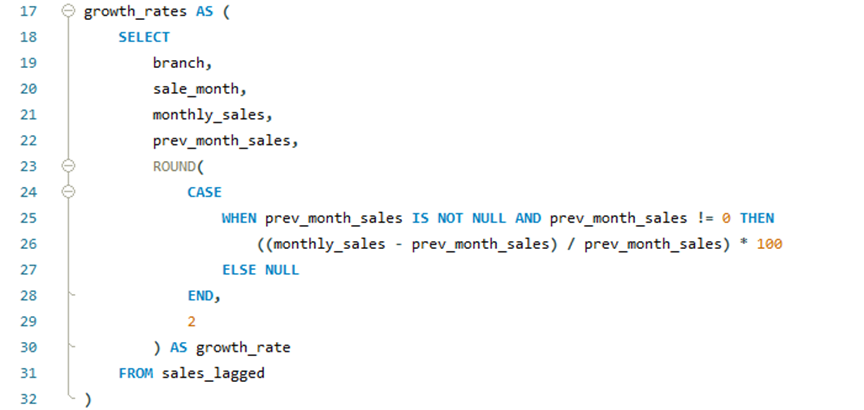 17 growth_rates AS (
18 SELECT
19 branch,
20 sale_month,
21 monthly_sales,
22 prev_month_sales,
23 ROUND(
24 CASE
25 WHEN prev_month_sales IS NOT NULL AND prev_month_sales != 0 THEN
26 ((monthly_sales - prev_month_sales) / prev_month_sales) * 100
27 ELSE NULL
28 END,
29 2
30 ) AS growth_rate
31 FROM sales_lagged
32 )